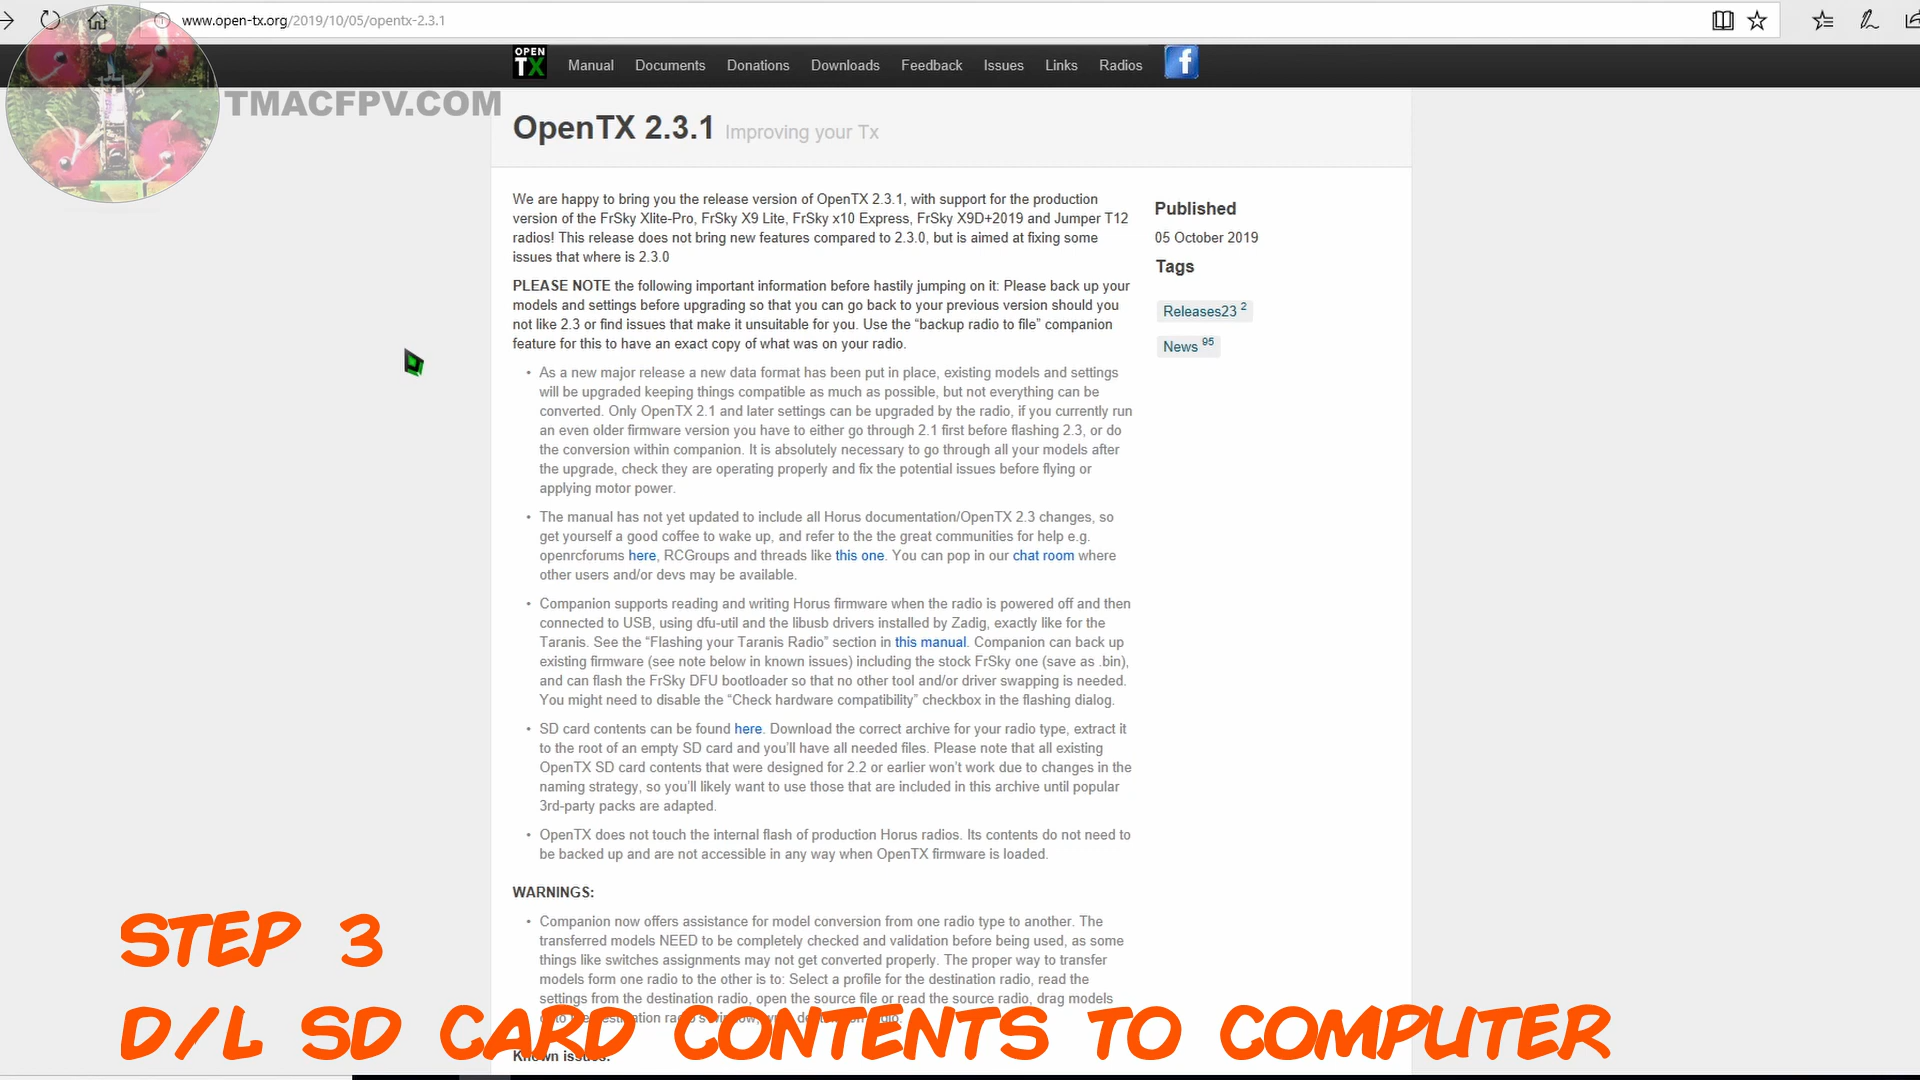 www.open-tx.org/2019/10/05/opentx-2.3.1
OPEN
TX
Manual Documents Donations Downloads Feedback Issues Links Radios f
TMACFPV.COM
OpenTX 2.3.1 Improving your Tx
We are happy to bring you the release version of OpenTX 2.3.1, with support for the production
version of the FrSky Xlite-Pro, FrSky X9 Lite, FrSky x10 Express, FrSky X9D+2019 and Jumper T12
radios! This release does not bring new features compared to 2.3.0, but is aimed at fixing some
issues that where is 2.3.0
Published
05 October 2019
Tags
Releases23 2
News 95
PLEASE NOTE the following important information before hastily jumping on it: Please back up your
models and settings before upgrading so that you can go back to your previous version should you
not like 2.3 or find issues that make it unsuitable for you. Use the “backup radio to file” companion
feature for this to have an exact copy of what was on your radio.
• As a new major release a new data format has been put in place, existing models and settings
will be upgraded keeping things compatible as much as possible, but not everything can be
converted. Only OpenTX 2.1 and later settings can be upgraded by the radio, if you currently run
an even older firmware version you have to either go through 2.1 first before flashing 2.3, or do
the conversion within companion. It is absolutely necessary to go through all your models after
the upgrade, check they are operating properly and fix the potential issues before flying or
applying motor power.
• The manual has not yet updated to include all Horus documentation/OpenTX 2.3 changes, so
get yourself a good coffee to wake up, and refer to the the great communities for help e.g.
openrcforums here, RCGroups and threads like this one. You can pop in our chat room where
other users and/or devs may be available.
• Companion supports reading and writing Horus firmware when the radio is powered off and then
connected to USB, using dfu-util and the libusb drivers installed by Zadig, exactly like for the
Taranis. See the “Flashing your Taranis Radio” section in this manual. Companion can back up
existing firmware (see note below in known issues) including the stock FrSky one (save as .bin),
and can flash the FrSky DFU bootloader so that no other tool and/or driver swapping is needed.
You might need to disable the “Check hardware compatibility” checkbox in the flashing dialog.
• SD card contents can be found here. Download the correct archive for your radio type, extract it
to the root of an empty SD card and you’ll have all needed files. Please note that all existing
OpenTX SD card contents that were designed for 2.2 or earlier won’t work due to changes in the
naming strategy, so you’ll likely want to use those that are included in this archive until popular
3rd-party packs are adapted.
• OpenTX does not touch the internal flash of production Horus radios. Its contents do not need to
be backed up and are not accessible in any way when OpenTX firmware is loaded.
WARNINGS:
• Companion now offers assistance for model conversion from one radio type to another. The
transferred models NEED to be completely checked and validation before being used, as some
things like switches assignments may not get converted properly. The proper way to transfer
models form one radio to the other is to: Select a profile for the destination radio, read the
settings from the destination radio, open the source file or read the source radio, drag models
Known issues:
STEP 3
D/L SD CARD CONTENTS TO COMPUTER